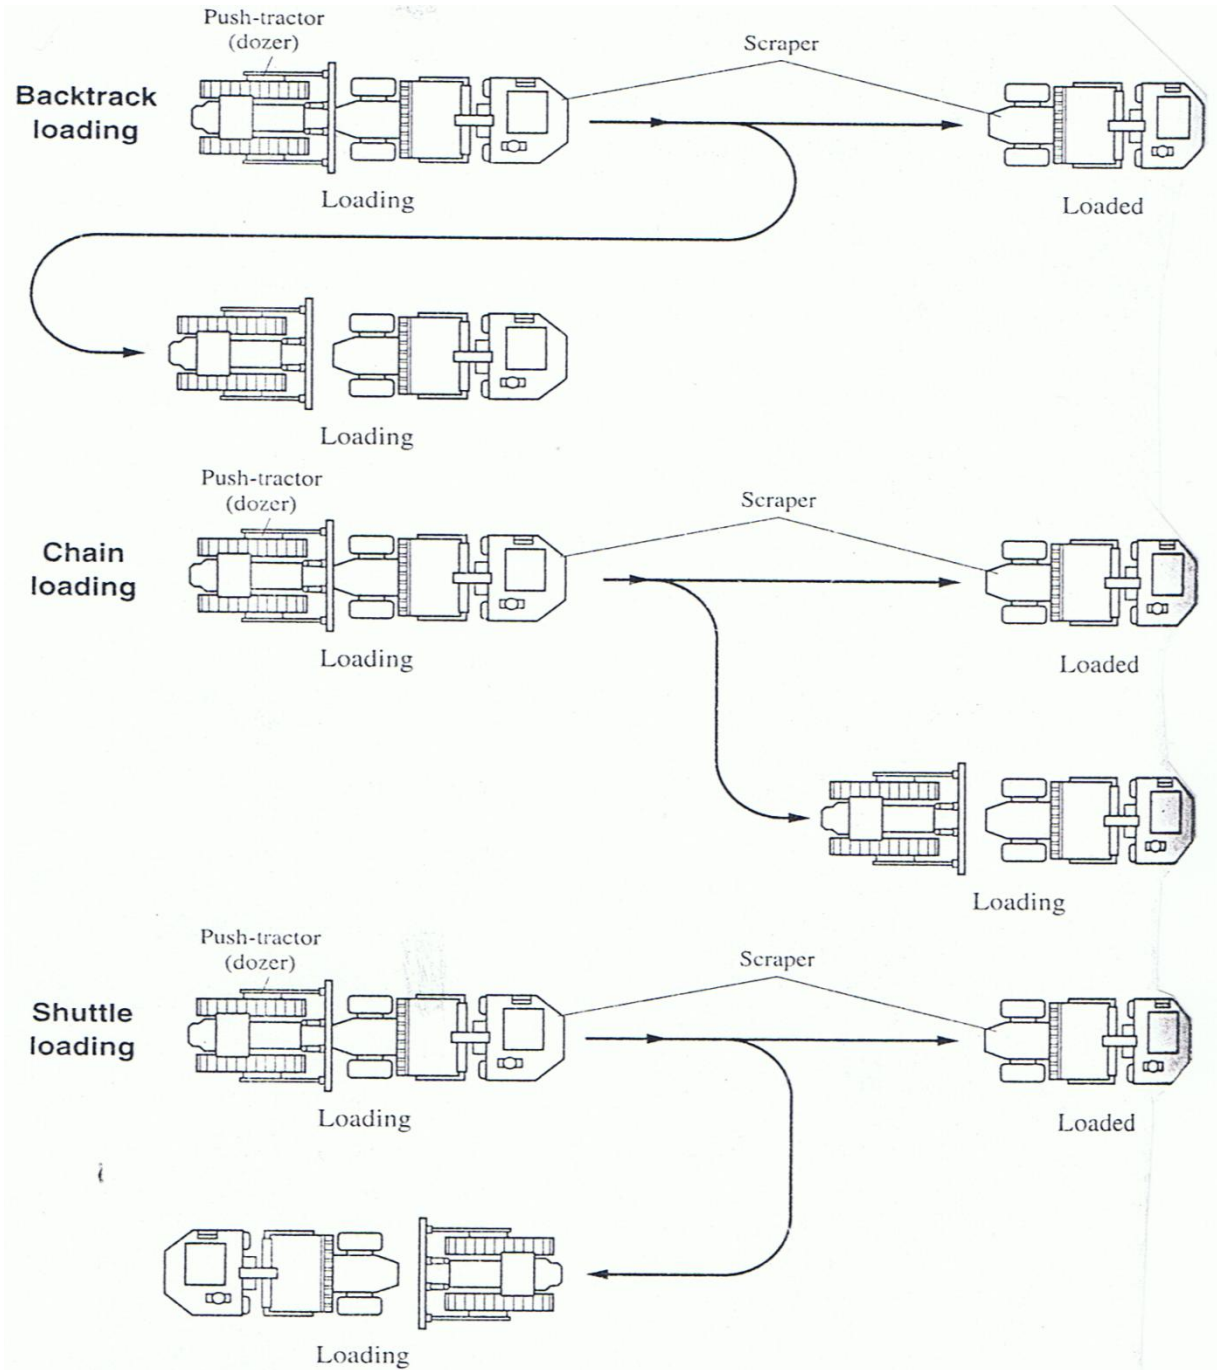 Push-tractor
(dozer)
Scraper
Backtrack
loading
Loading
Loaded
Loading
Push-tractor
(dozer)
Scraper
Chain
loading
Loading
Loaded
Loading
Push-tractor
(dozer)
Scraper
Shuttle
loading
Loading
Loaded
Loading